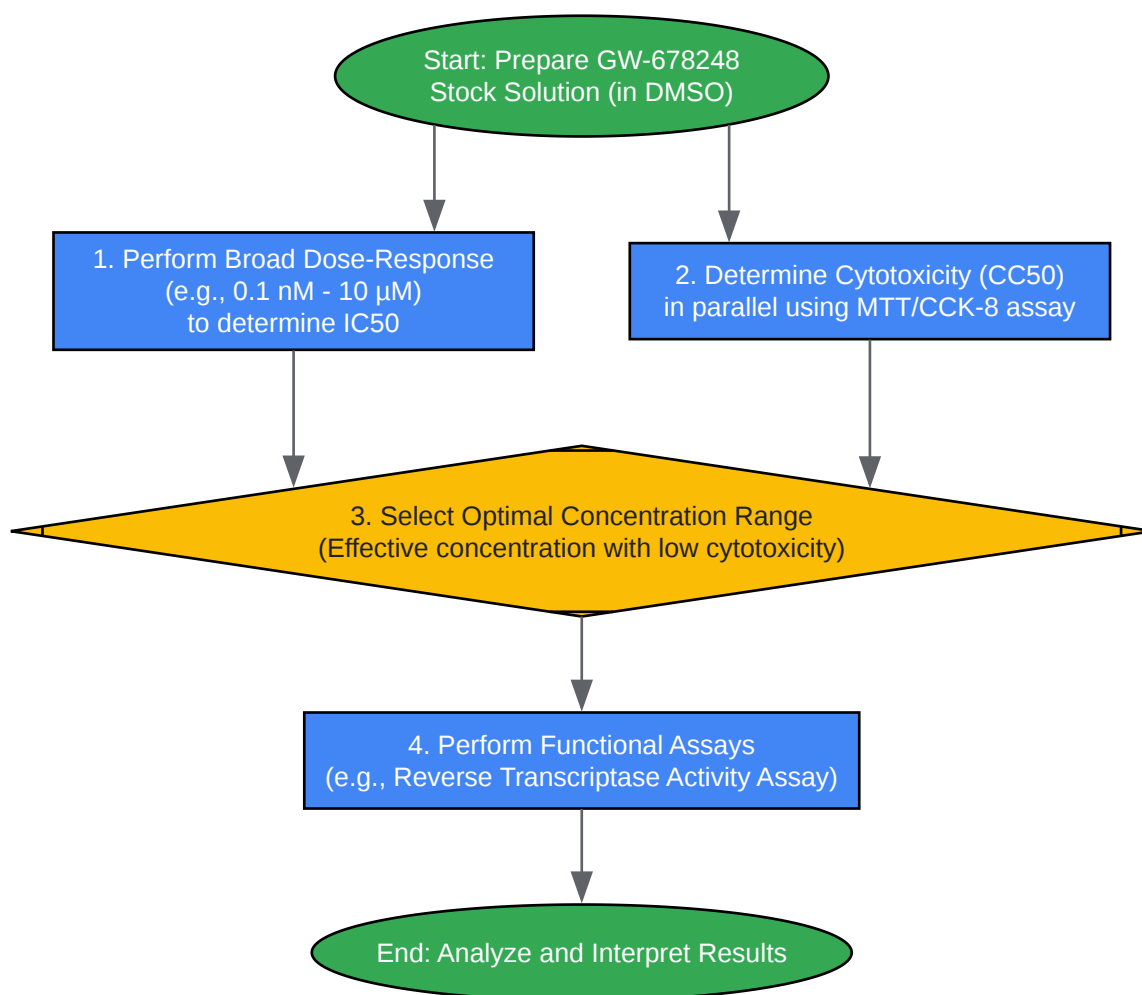 Start: Prepare GW-678248
Stock Solution (in DMSO)
1. Perform Broad Dose-Response
(e.g., 0.1 nM - 10 µM)
to determine IC50
2. Determine Cytotoxicity (CC50)
in parallel using MTT/CCK-8 assay
3. Select Optimal Concentration Range
(Effective concentration with low cytotoxicity)
4. Perform Functional Assays
(e.g., Reverse Transcriptase Activity Assay)
End: Analyze and Interpret Results